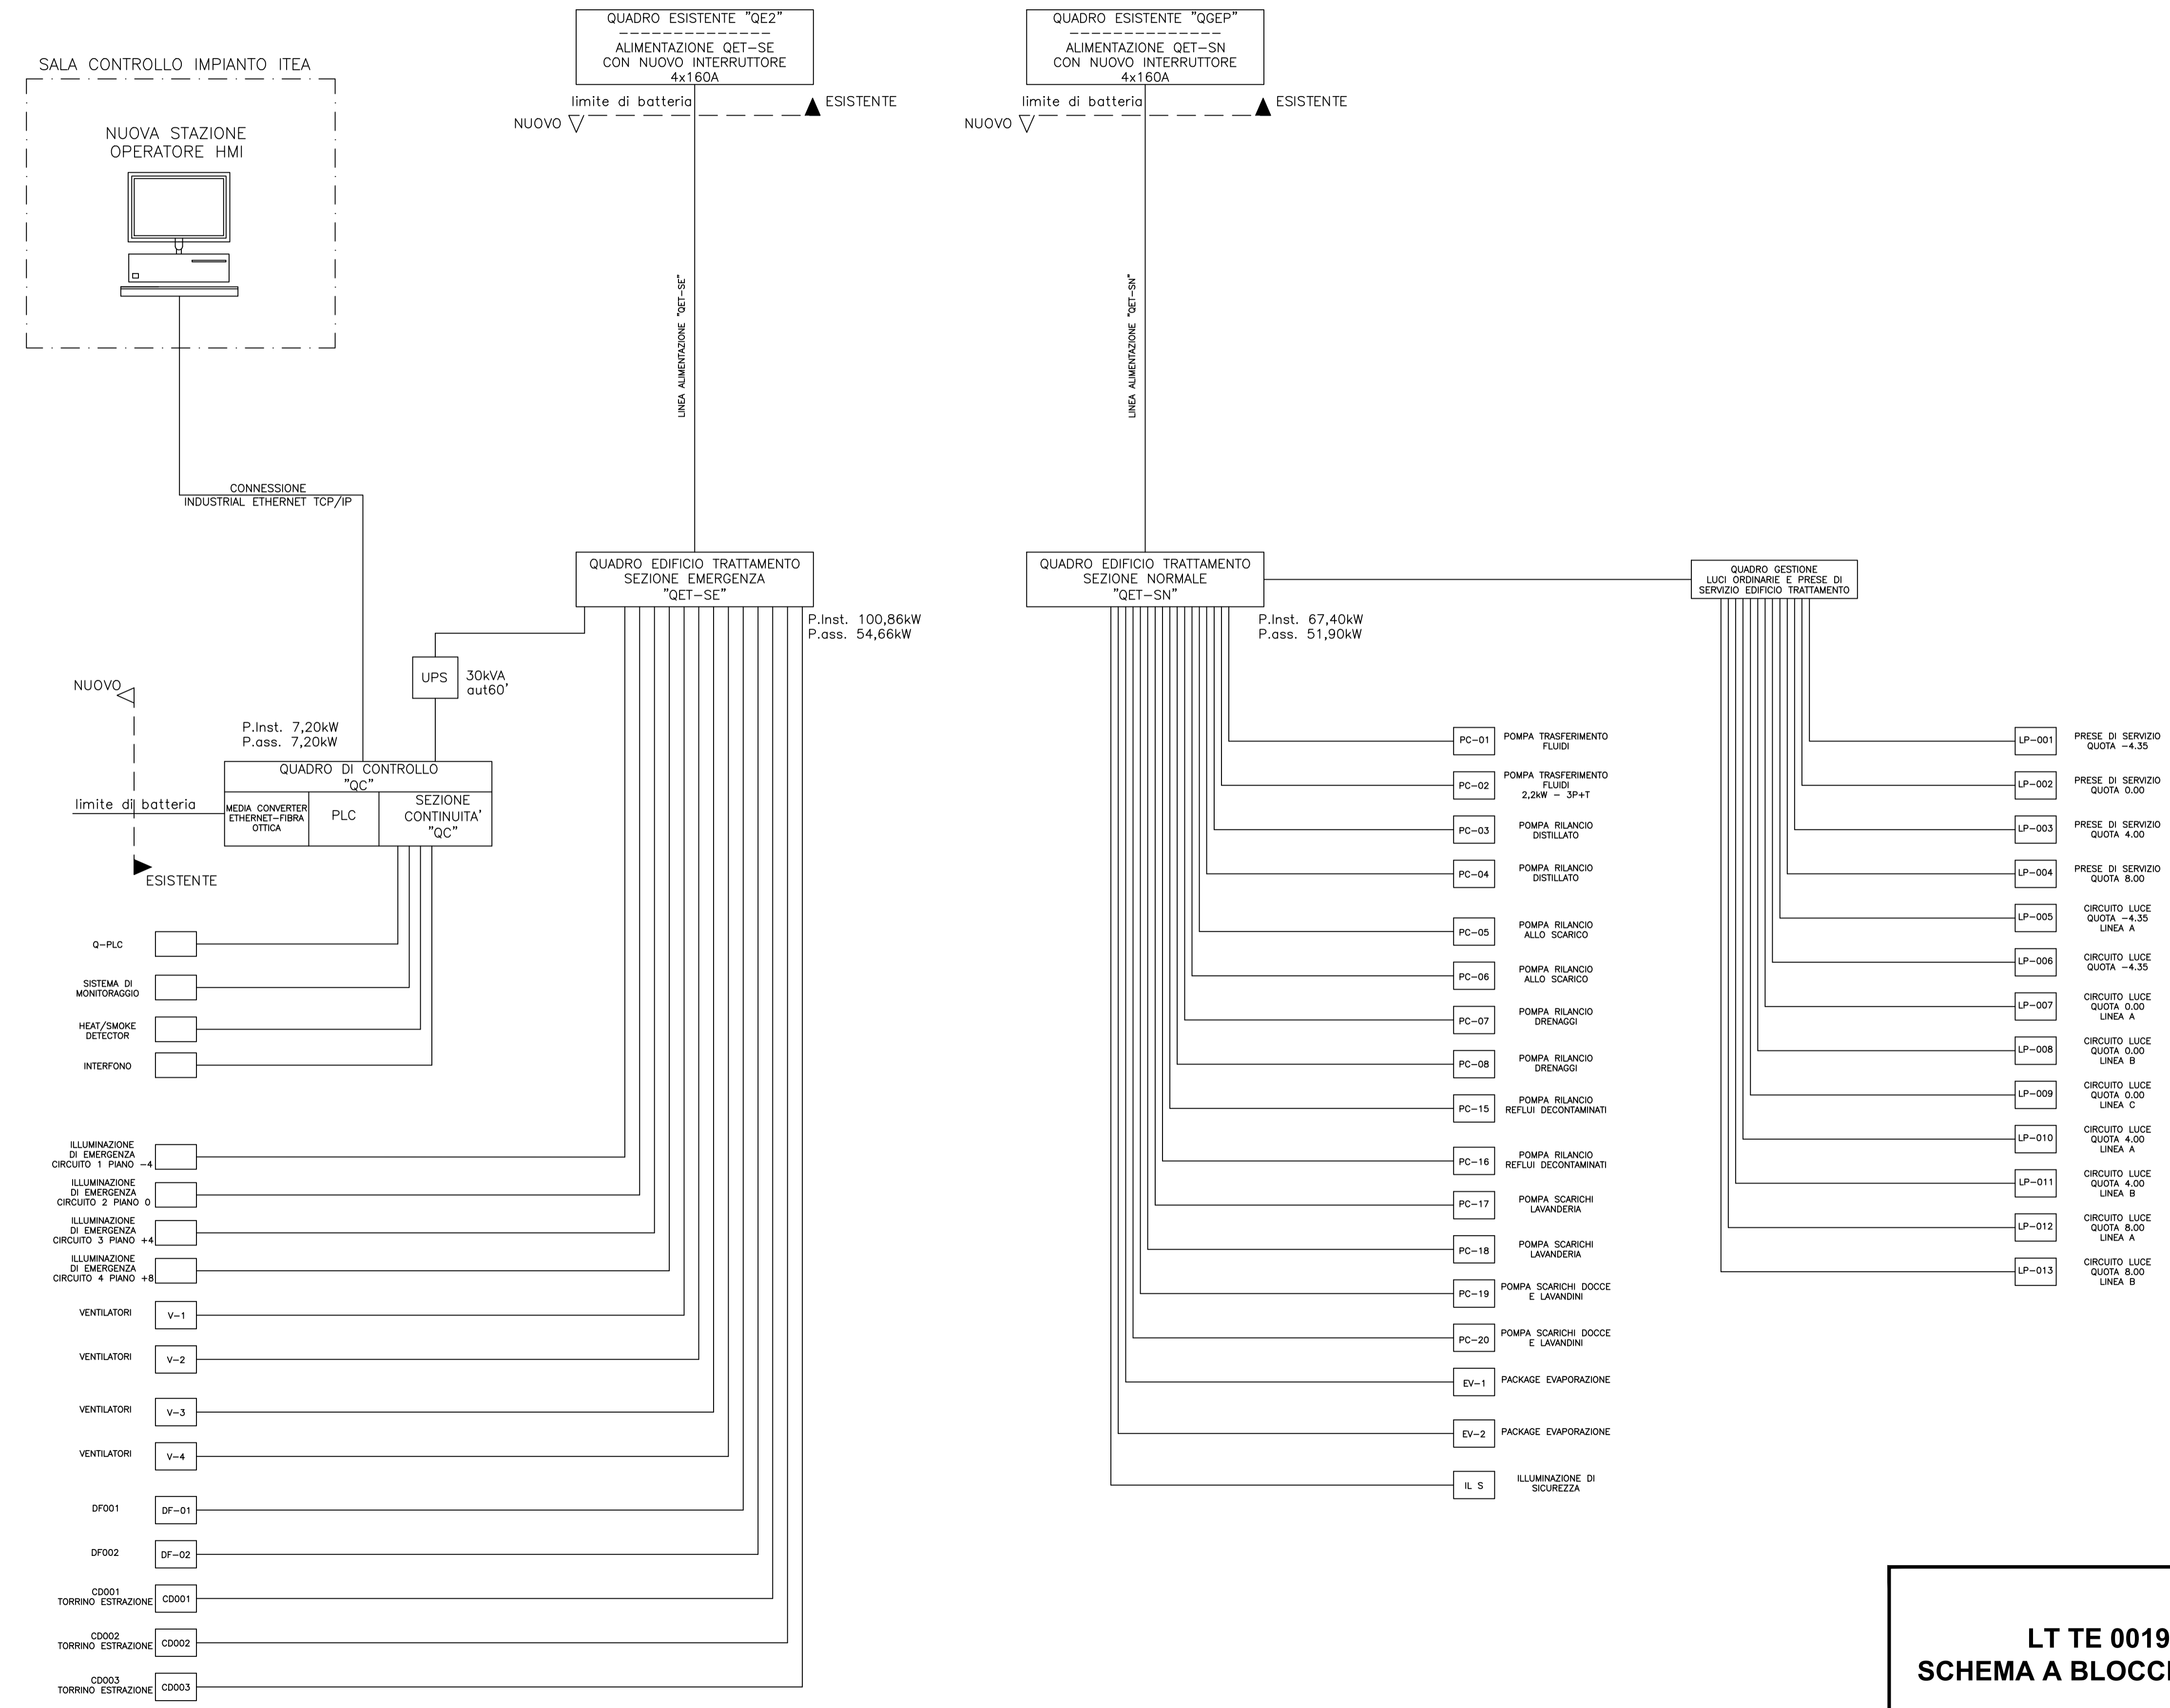 QUADRO ESISTENTE "QE2"
ALIMENTAZIONE QET-SE
CON NUOVO INTERRUTTORE
4x160A
limite di batteria
ESISTENTE
NUOVO
QUADRO ESISTENTE "QGEP"
ALIMENTAZIONE QET-SN
CON NUOVO INTERRUTTORE
4x160A
limite di batteria
ESISTENTE
NUOVO
SALA CONTROLLO IMPIANTO ITEA
NUOVA STAZIONE
OPERATORE HMI
LINEA ALIMENTAZIONE "QET-SE"
LINEA ALIMENTAZIONE "QET-SN"
CONNESSIONE
INDUSTRIAL ETHERNET TCP/IP
QUADRO EDIFICIO TRATTAMENTO
SEZIONE EMERGENZA
"QET-SE"
P.Inst. 100,86kW
P.ass. 54,66kW
QUADRO EDIFICIO TRATTAMENTO
SEZIONE NORMALE
"QET-SN"
P.Inst. 67,40kW
P.ass. 51,90kW
QUADRO GESTIONE
LUCI ORDINARIE E PRESE DI
SERVIZIO EDIFICIO TRATTAMENTO
UPS
30kVA
aut60'
NUOVO
limite di batteria
ESISTENTE
P.Inst. 7,20kW
P.ass. 7,20kW
QUADRO DI CONTROLLO
"QC"
MEDIA CONVERTER
ETHERNET-FIBRA
OTTICA
PLC
SEZIONE
CONTINUITA'
"QC"
Q-PLC
SISTEMA DI
MONITORAGGIO
HEAT/SMOKE
DETECTOR
INTERFONO
ILLUMINAZIONE
DI EMERGENZA
CIRCUITO 1 PIANO -4
ILLUMINAZIONE
DI EMERGENZA
CIRCUITO 2 PIANO 0
ILLUMINAZIONE
DI EMERGENZA
CIRCUITO 3 PIANO +4
ILLUMINAZIONE
DI EMERGENZA
CIRCUITO 4 PIANO +8
VENTILATORI
V-1
VENTILATORI
V-2
VENTILATORI
V-3
VENTILATORI
V-4
DF001
DF-01
DF002
DF-02
CD001
TORRINO ESTRAZIONE
CD001
CD002
TORRINO ESTRAZIONE
CD002
CD003
TORRINO ESTRAZIONE
CD003
PC-01
POMPA TRASFERIMENTO
FLUIDI
PC-02
POMPA TRASFERIMENTO
FLUIDI
2,2kW - 3P+T
PC-03
POMPA RILANCIO
DISTILLATO
PC-04
POMPA RILANCIO
DISTILLATO
PC-05
POMPA RILANCIO
ALLO SCARICO
PC-06
POMPA RILANCIO
ALLO SCARICO
PC-07
POMPA RILANCIO
DRENAGGI
PC-08
POMPA RILANCIO
DRENAGGI
PC-15
POMPA RILANCIO
REFLUI DECONTAMINATI
PC-16
POMPA RILANCIO
REFLUI DECONTAMINATI
PC-17
POMPA SCARICHI
LAVANDERIA
PC-18
POMPA SCARICHI
LAVANDERIA
PC-19
POMPA SCARICHI DOCCE
E LAVANDINI
PC-20
POMPA SCARICHI DOCCE
E LAVANDINI
EV-1
PACKAGE EVAPORAZIONE
EV-2
PACKAGE EVAPORAZIONE
IL S
ILLUMINAZIONE DI
SICUREZZA
LP-001
PRESE DI SERVIZIO
QUOTA -4.35
LP-002
PRESE DI SERVIZIO
QUOTA 0.00
LP-003
PRESE DI SERVIZIO
QUOTA 4.00
LP-004
PRESE DI SERVIZIO
QUOTA 8.00
LP-005
CIRCUITO LUCE
QUOTA -4.35
LINEA A
LP-006
CIRCUITO LUCE
QUOTA -4.35
LP-007
CIRCUITO LUCE
QUOTA 0.00
LINEA A
LP-008
CIRCUITO LUCE
QUOTA 0.00
LINEA B
LP-009
CIRCUITO LUCE
QUOTA 0.00
LINEA C
LP-010
CIRCUITO LUCE
QUOTA 4.00
LINEA A
LP-011
CIRCUITO LUCE
QUOTA 4.00
LINEA B
LP-012
CIRCUITO LUCE
QUOTA 8.00
LINEA A
LP-013
CIRCUITO LUCE
QUOTA 8.00
LINEA B
LT TE 0019
SCHEMA A